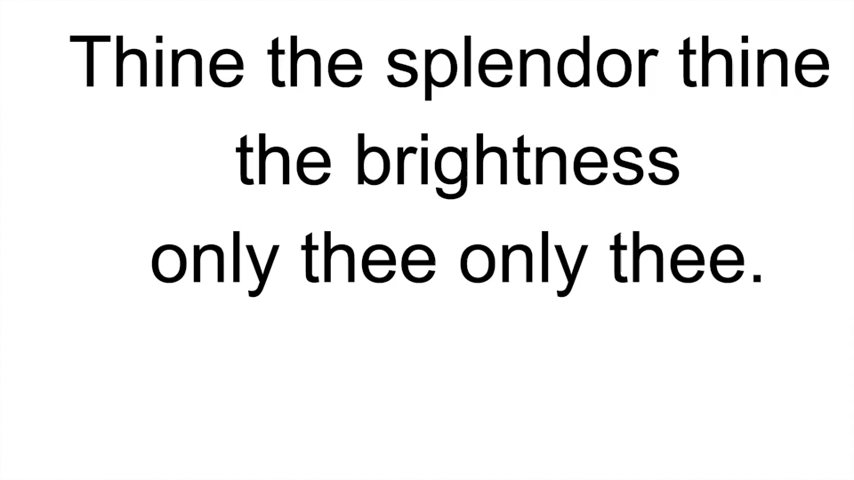 Thine the splendor thine
the brightness
only thee only thee.